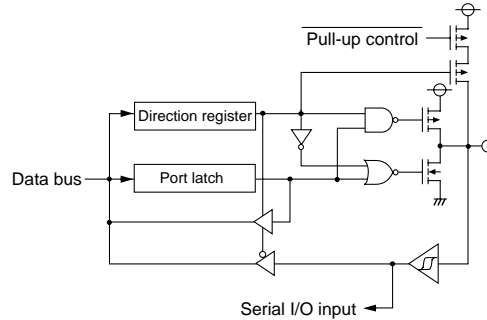 Pull-up control
Direction register
Data bus
Port latch
Serial I/O input